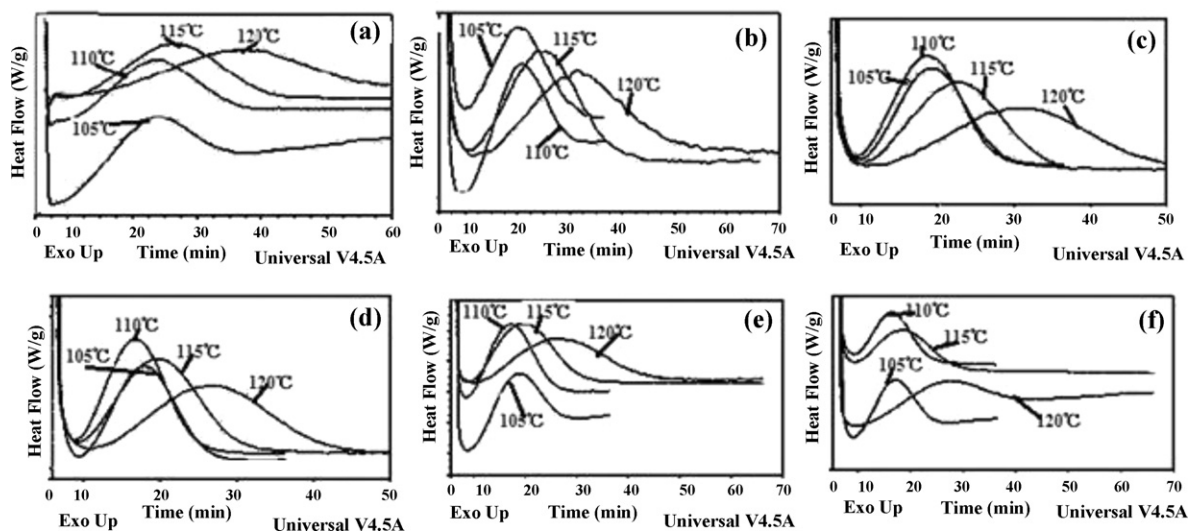 (a)
Heat Flow (W/g)
115℃
120℃
110℃
105℃
0 10 20 30 40 50 60
Exo Up Time (min) Universal V4.5A
(b)
Heat Flow (W/g)
105℃
115℃
120℃
110℃
0 10 20 30 40 50 60 70
Exo Up Time (min) Universal V4.5A
(c)
Heat Flow (W/g)
110℃
105℃
115℃
120℃
10 20 30 40 50
Exo Up Time (min) Universal V4.5A
(d)
Heat Flow (W/g)
110℃
105℃
115℃
120℃
10 20 30 40 50
Exo Up Time (min) Universal V4.5A
(e)
Heat Flow (W/g)
110℃
115℃
120℃
105℃
0 10 20 30 40 50 60 70
Exo Up Time (min) Universal V4.5A
(f)
Heat Flow (W/g)
110℃
115℃
105℃
120℃
0 10 20 30 40 50 60 70
Exo Up Time (min) Universal V4.5A